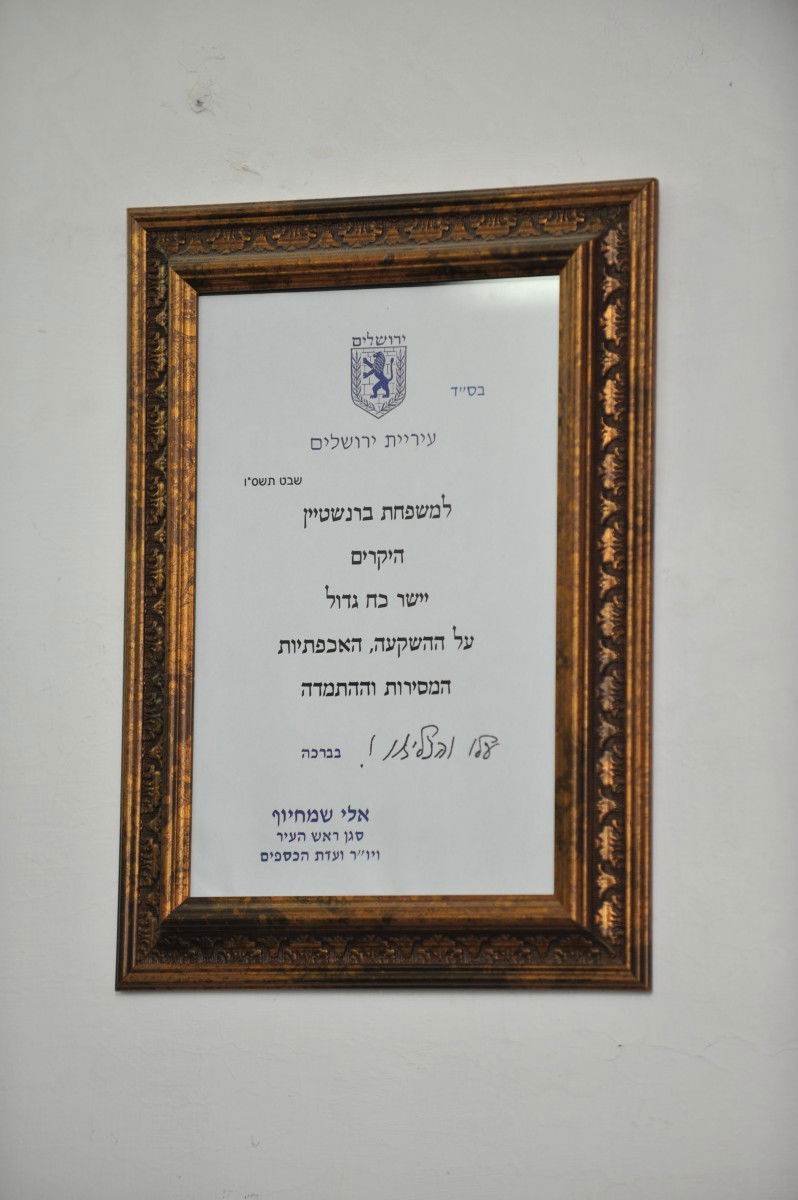 ירושלים
בס״ד
עיריית ירושלים
שבט תשס"ו
למשפחת ברנשטיין
היקרים
יישר כח גדול
על ההשקעה, האכפתיות
המסירות וההתמדה
עלו והצליחו !
בברכה
אלי שמחיוף
סגן ראש העיר
ויו״ר ועדת הכספים